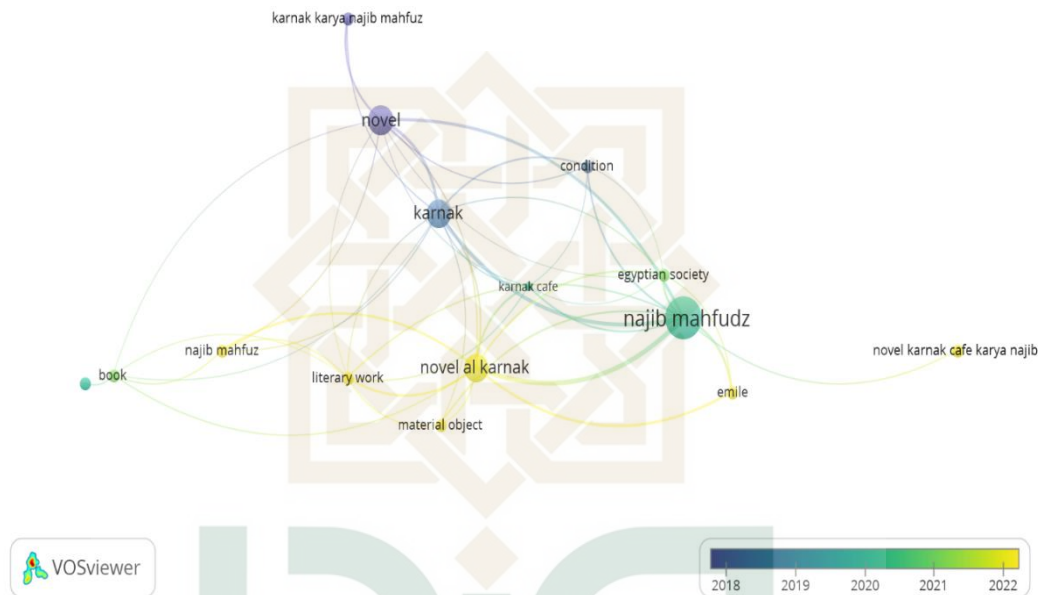 karnak karya najib mahfuz
novel
condition
karnak
egyptian society
karnak cafe
najib mahfudz
najib mahfuz
novel karnak cafe karya najib
novel al karnak
book
literary work
emile
material object
VOSviewer
2018 2019 2020 2021 2022